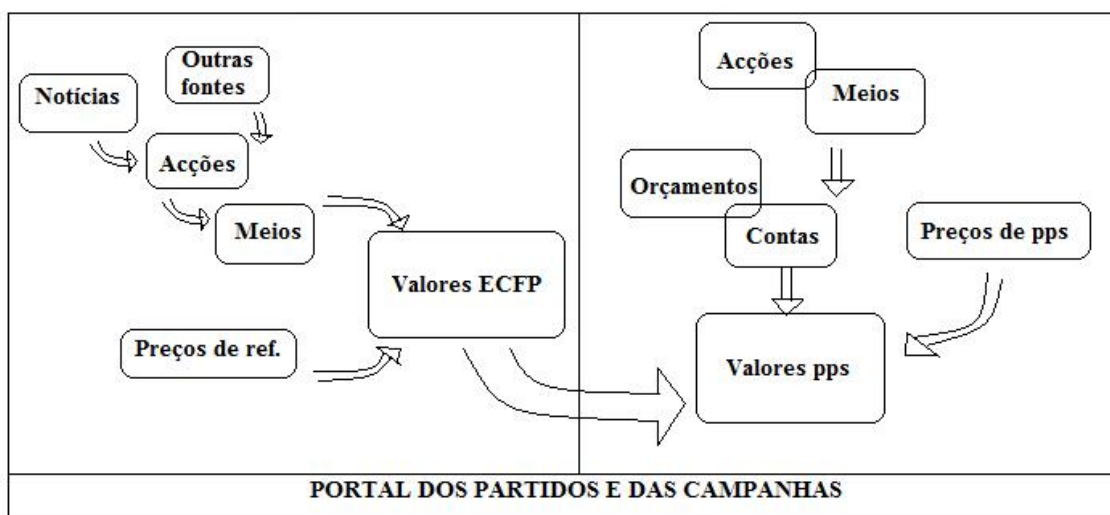 Notícias
Outras
fontes
Acções
Meios
Valores ECFP
Preços de ref.
Acções
Meios
Orçamentos
Contas
Preços de pps
Valores pps
PORTAL DOS PARTIDOS E DAS CAMPANHAS